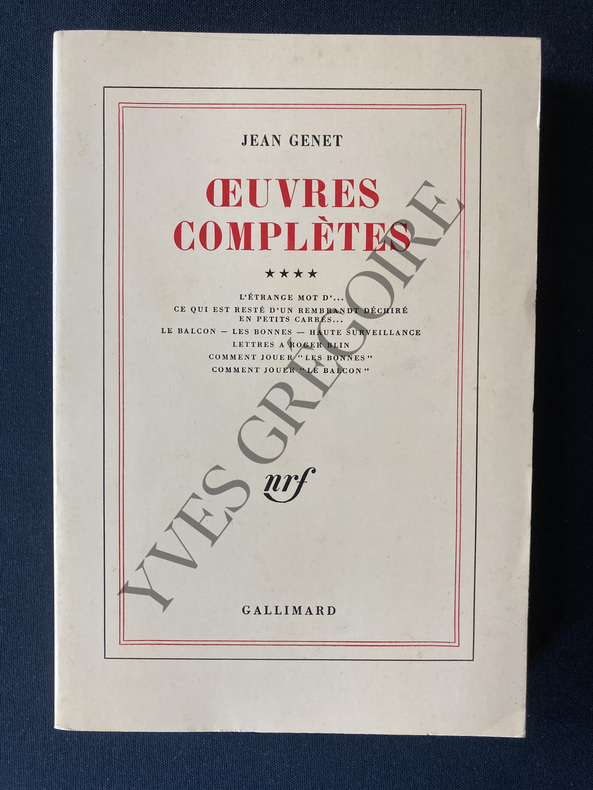 JEAN GENET
ŒUVRES
COMPLÈTES
★★★★
L'ÉTRANGE MOT D'...
CE QUI EST RESTÉ D'UN REMBRANDT DÉCHIRÉ
EN PETITS CARRÉS...
LE BALCON – LES BONNES – HAUTE SURVEILLANCE
LETTRES A ROGER BLIN
COMMENT JOUER "LES BONNES"
COMMENT JOUER "LE BALCON"
nrf
GALLIMARD
YVES GRÉGOIRE